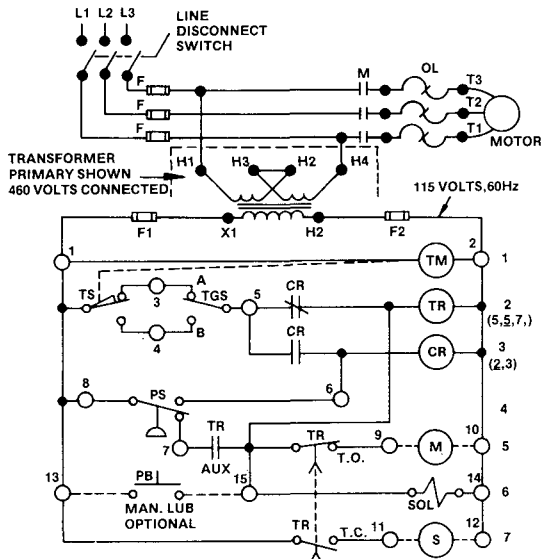 L1 L2 L3
LINE
DISCONNECT
SWITCH
F
M
OL
T3
F
T2
F
T1
MOTOR
TRANSFORMER
PRIMARY SHOWN
460 VOLTS CONNECTED
H1
H3
H2
H4
115 VOLTS, 60Hz
F1
X1
H2
F2
1
TM
2
1
TS
A
3
TGS
5
CR
TR
2
(5,5,7,)
4
B
CR
CR
3
(2,3)
8
PS
6
4
7
TR
AUX
TR
T.O.
9
M
10
5
13
PB
MAN. LUB
OPTIONAL
15
SOL
14
6
TR
T.C.
11
S
12
7